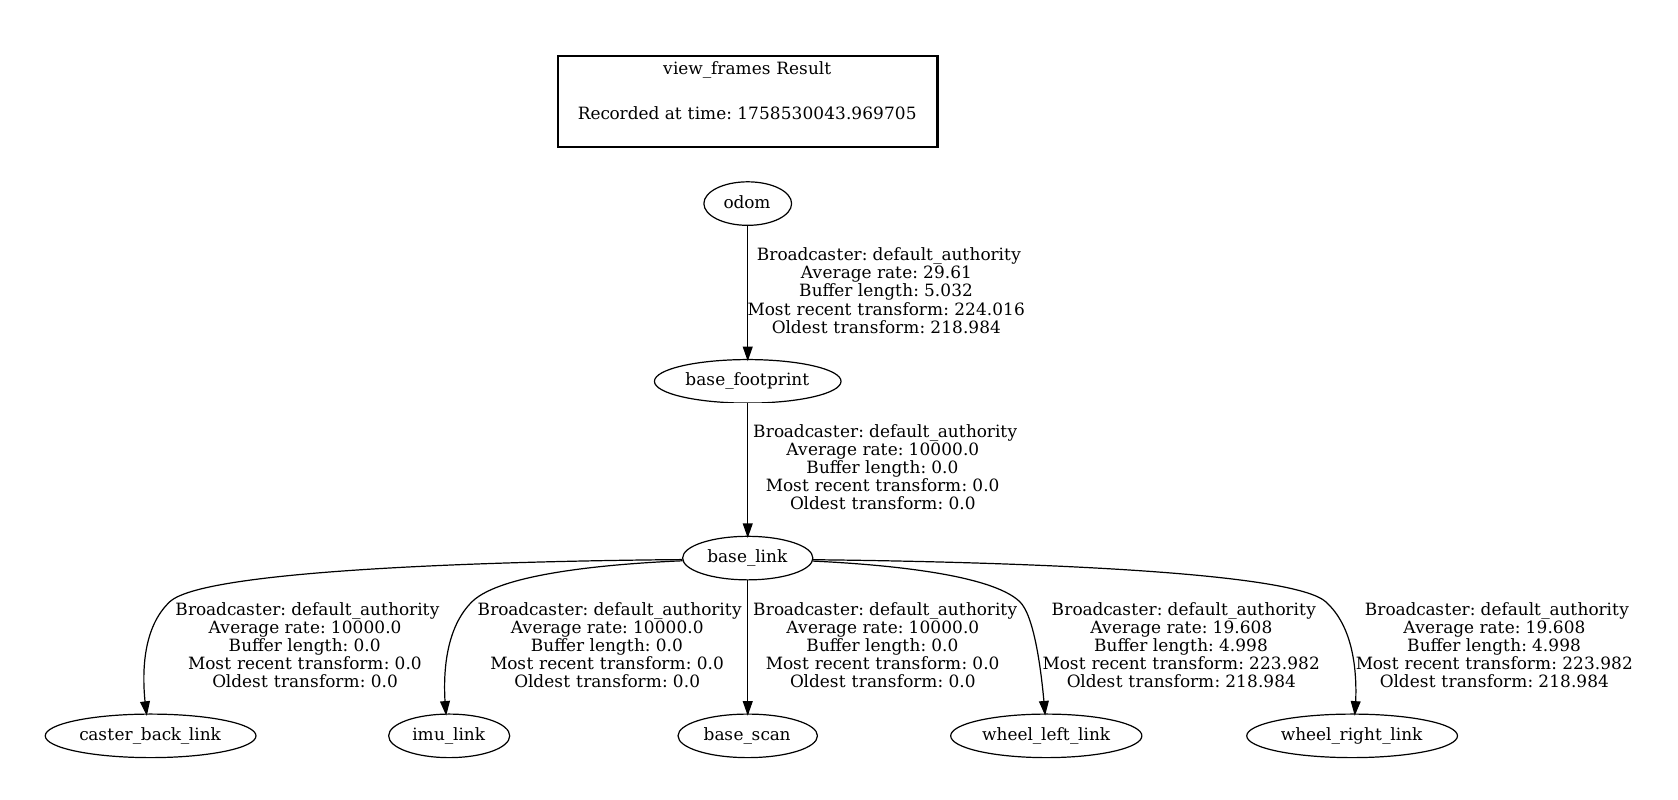 view_frames Result
Recorded at time: 1758530043.969705
odom
Broadcaster: default_authority
Average rate: 29.61
Buffer length: 5.032
Most recent transform: 224.016
Oldest transform: 218.984
base_footprint
Broadcaster: default_authority
Average rate: 10000.0
Buffer length: 0.0
Most recent transform: 0.0
Oldest transform: 0.0
base_link
Broadcaster: default_authority
Average rate: 10000.0
Buffer length: 0.0
Most recent transform: 0.0
Oldest transform: 0.0
Broadcaster: default_authority
Average rate: 10000.0
Buffer length: 0.0
Most recent transform: 0.0
Oldest transform: 0.0
Broadcaster: default_authority
Average rate: 10000.0
Buffer length: 0.0
Most recent transform: 0.0
Oldest transform: 0.0
Broadcaster: default_authority
Average rate: 19.608
Buffer length: 4.998
Most recent transform: 223.982
Oldest transform: 218.984
Broadcaster: default_authority
Average rate: 19.608
Buffer length: 4.998
Most recent transform: 223.982
Oldest transform: 218.984
caster_back_link
imu_link
base_scan
wheel_left_link
wheel_right_link